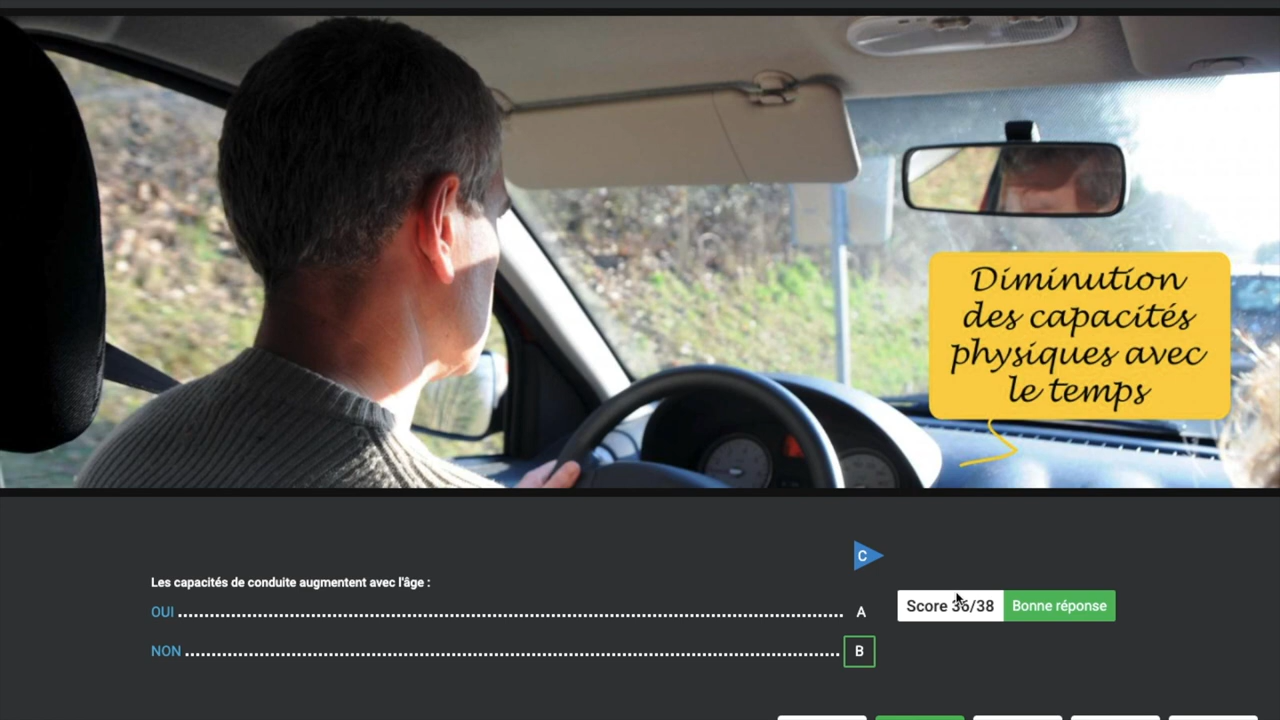 Diminution
des capacités
physiques avec
le temps
C
Les capacités de conduite augmentent avec l'âge :
OUI A
Score 36/38 Bonne réponse
NON B